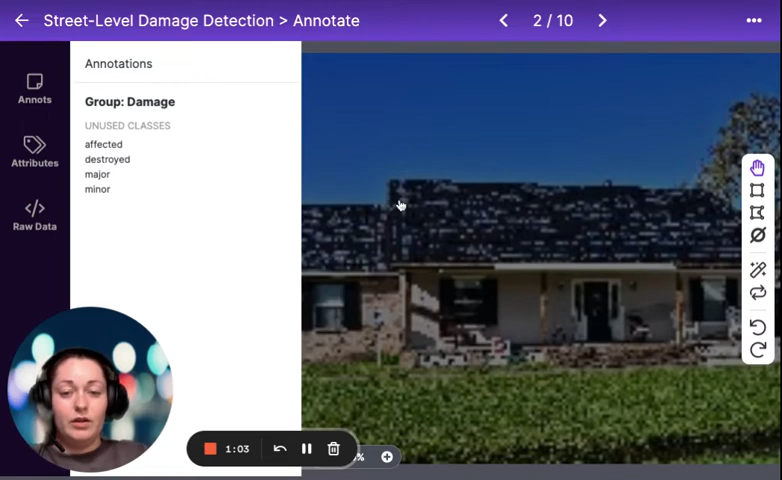 Street-Level Damage Detection > Annotate
2 / 10
Annots
Attributes
Raw Data
Annotations
Group: Damage
UNUSED CLASSES
affected
destroyed
major
minor
1:03
%